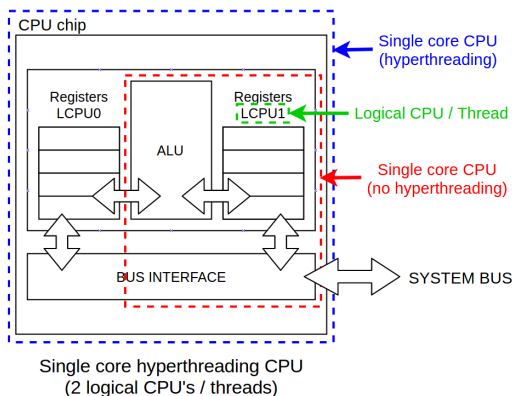 CPU chip
Single core CPU
(hyperthreading)
Registers
LCPU0
Registers
LCPU1
Logical CPU / Thread
ALU
Single core CPU
(no hyperthreading)
BUS INTERFACE
SYSTEM BUS
Single core hyperthreading CPU
(2 logical CPU's / threads)